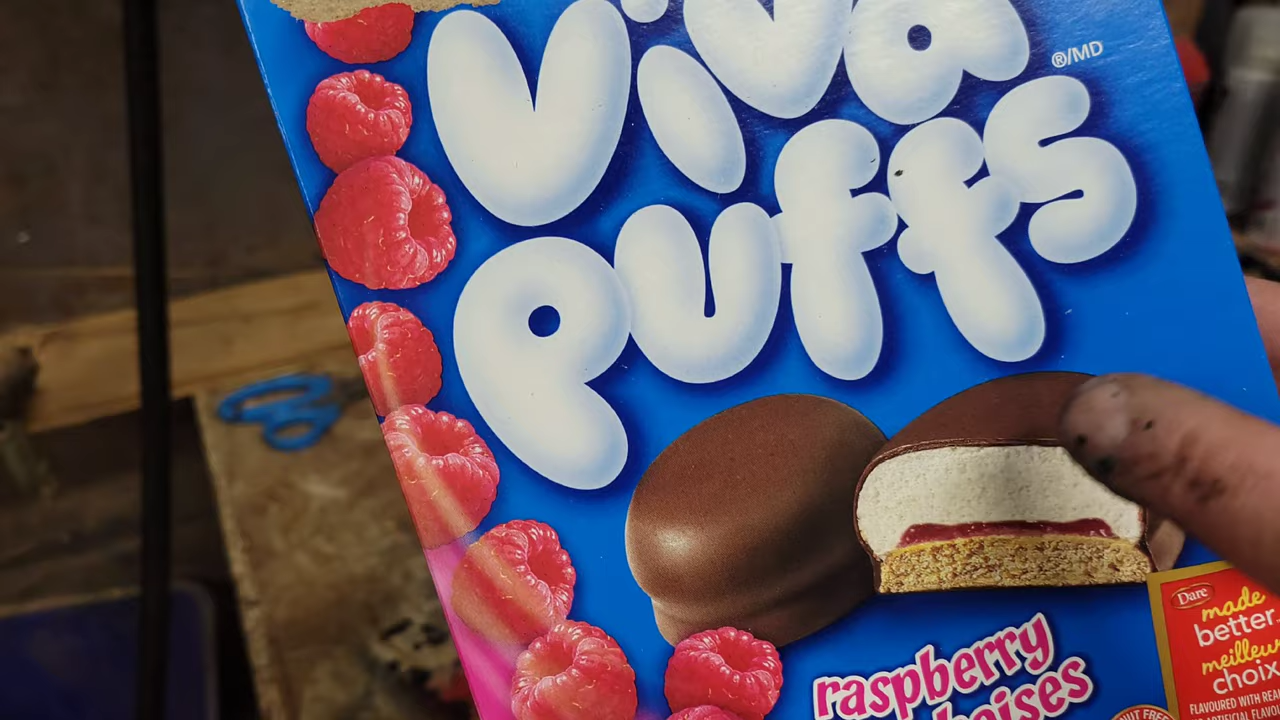 Viva
®/MD
puffs
raspberry
Dare
made
better.
meilleur
choix
FLAVOURED WITH REAL